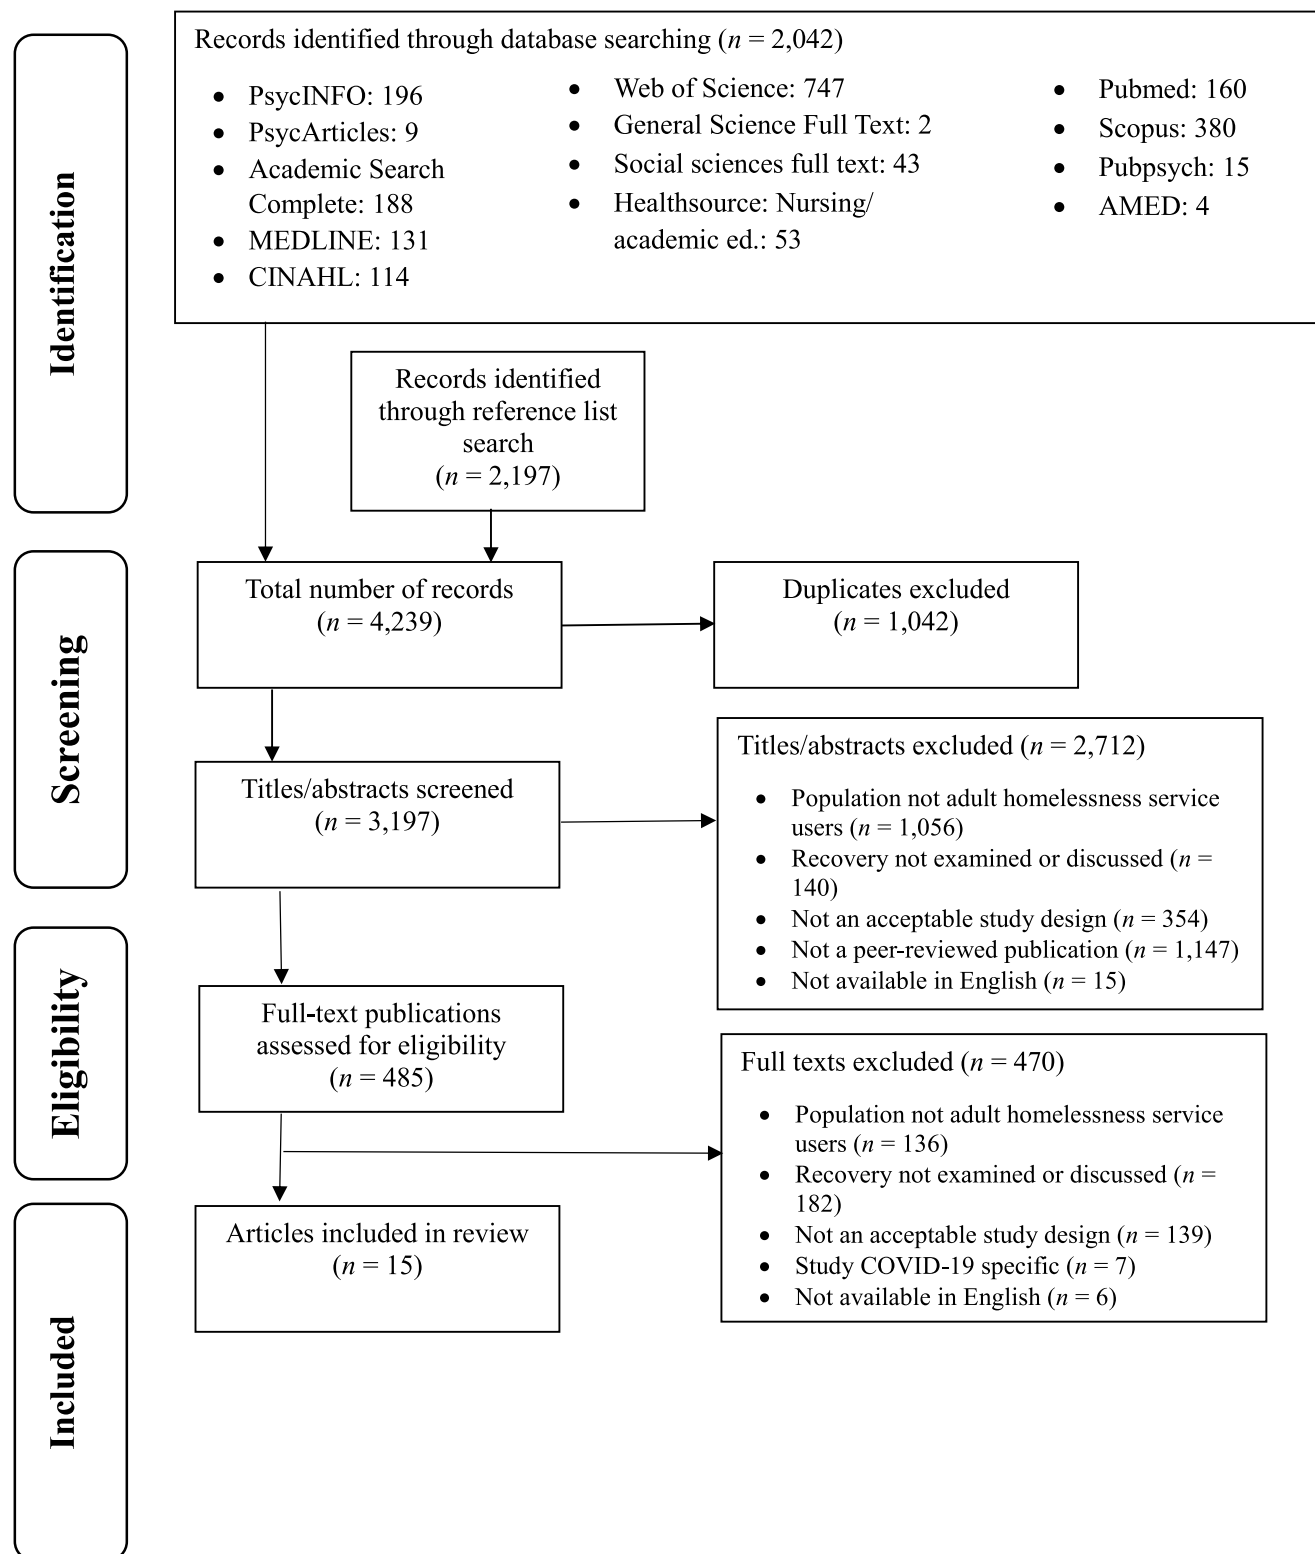 Identification
Records identified through database searching (n = 2,042)
• PsycINFO: 196
• PsycArticles: 9
• Academic Search
Complete: 188
• MEDLINE: 131
• CINAHL: 114
• Web of Science: 747
• General Science Full Text: 2
• Social sciences full text: 43
• Healthsource: Nursing/
academic ed.: 53
• Pubmed: 160
• Scopus: 380
• Pubpsych: 15
• AMED: 4
Records identified
through reference list
search
(n = 2,197)
Screening
Total number of records
(n = 4,239)
Duplicates excluded
(n = 1,042)
Titles/abstracts screened
(n = 3,197)
Titles/abstracts excluded (n = 2,712)
• Population not adult homelessness service
users (n = 1,056)
• Recovery not examined or discussed (n =
140)
• Not an acceptable study design (n = 354)
• Not a peer-reviewed publication (n = 1,147)
• Not available in English (n = 15)
Eligibility
Full-text publications
assessed for eligibility
(n = 485)
Full texts excluded (n = 470)
• Population not adult homelessness service
users (n = 136)
• Recovery not examined or discussed (n =
182)
• Not an acceptable study design (n = 139)
• Study COVID-19 specific (n = 7)
• Not available in English (n = 6)
Included
Articles included in review
(n = 15)